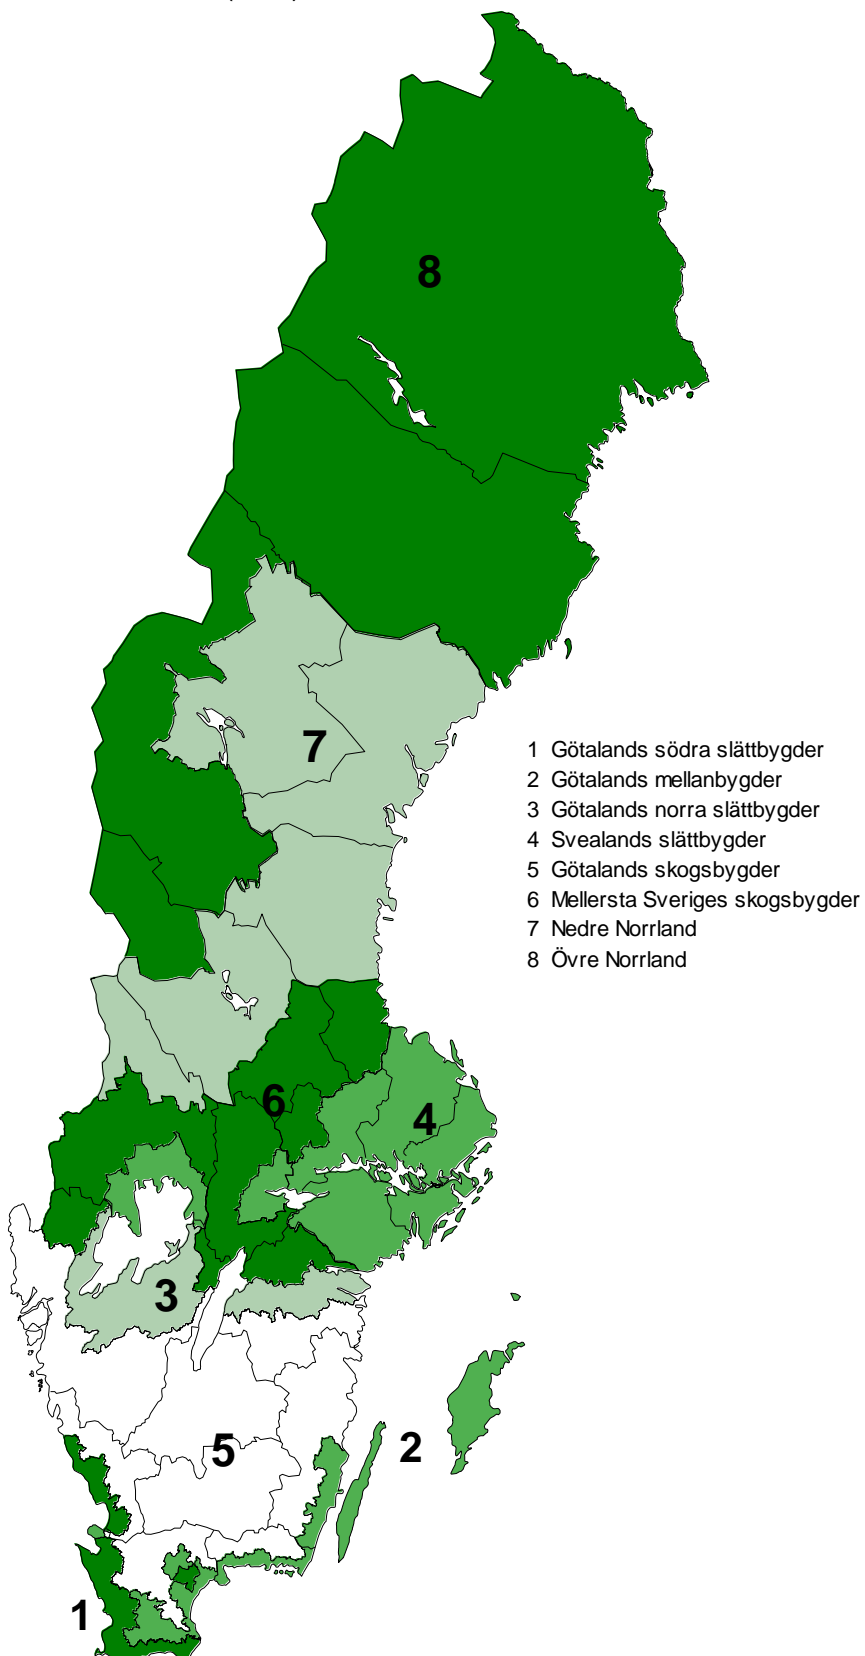 8
7
1 Götalands södra slättbygder
2 Götalands mellanbygder
3 Götalands norra slättbygder
4 Svealands slättbygder
5 Götalands skogsbygder
6 Mellersta Sveriges skogsbygder
7 Nedre Norrland
8 Övre Norrland
6
4
3
5
2
1